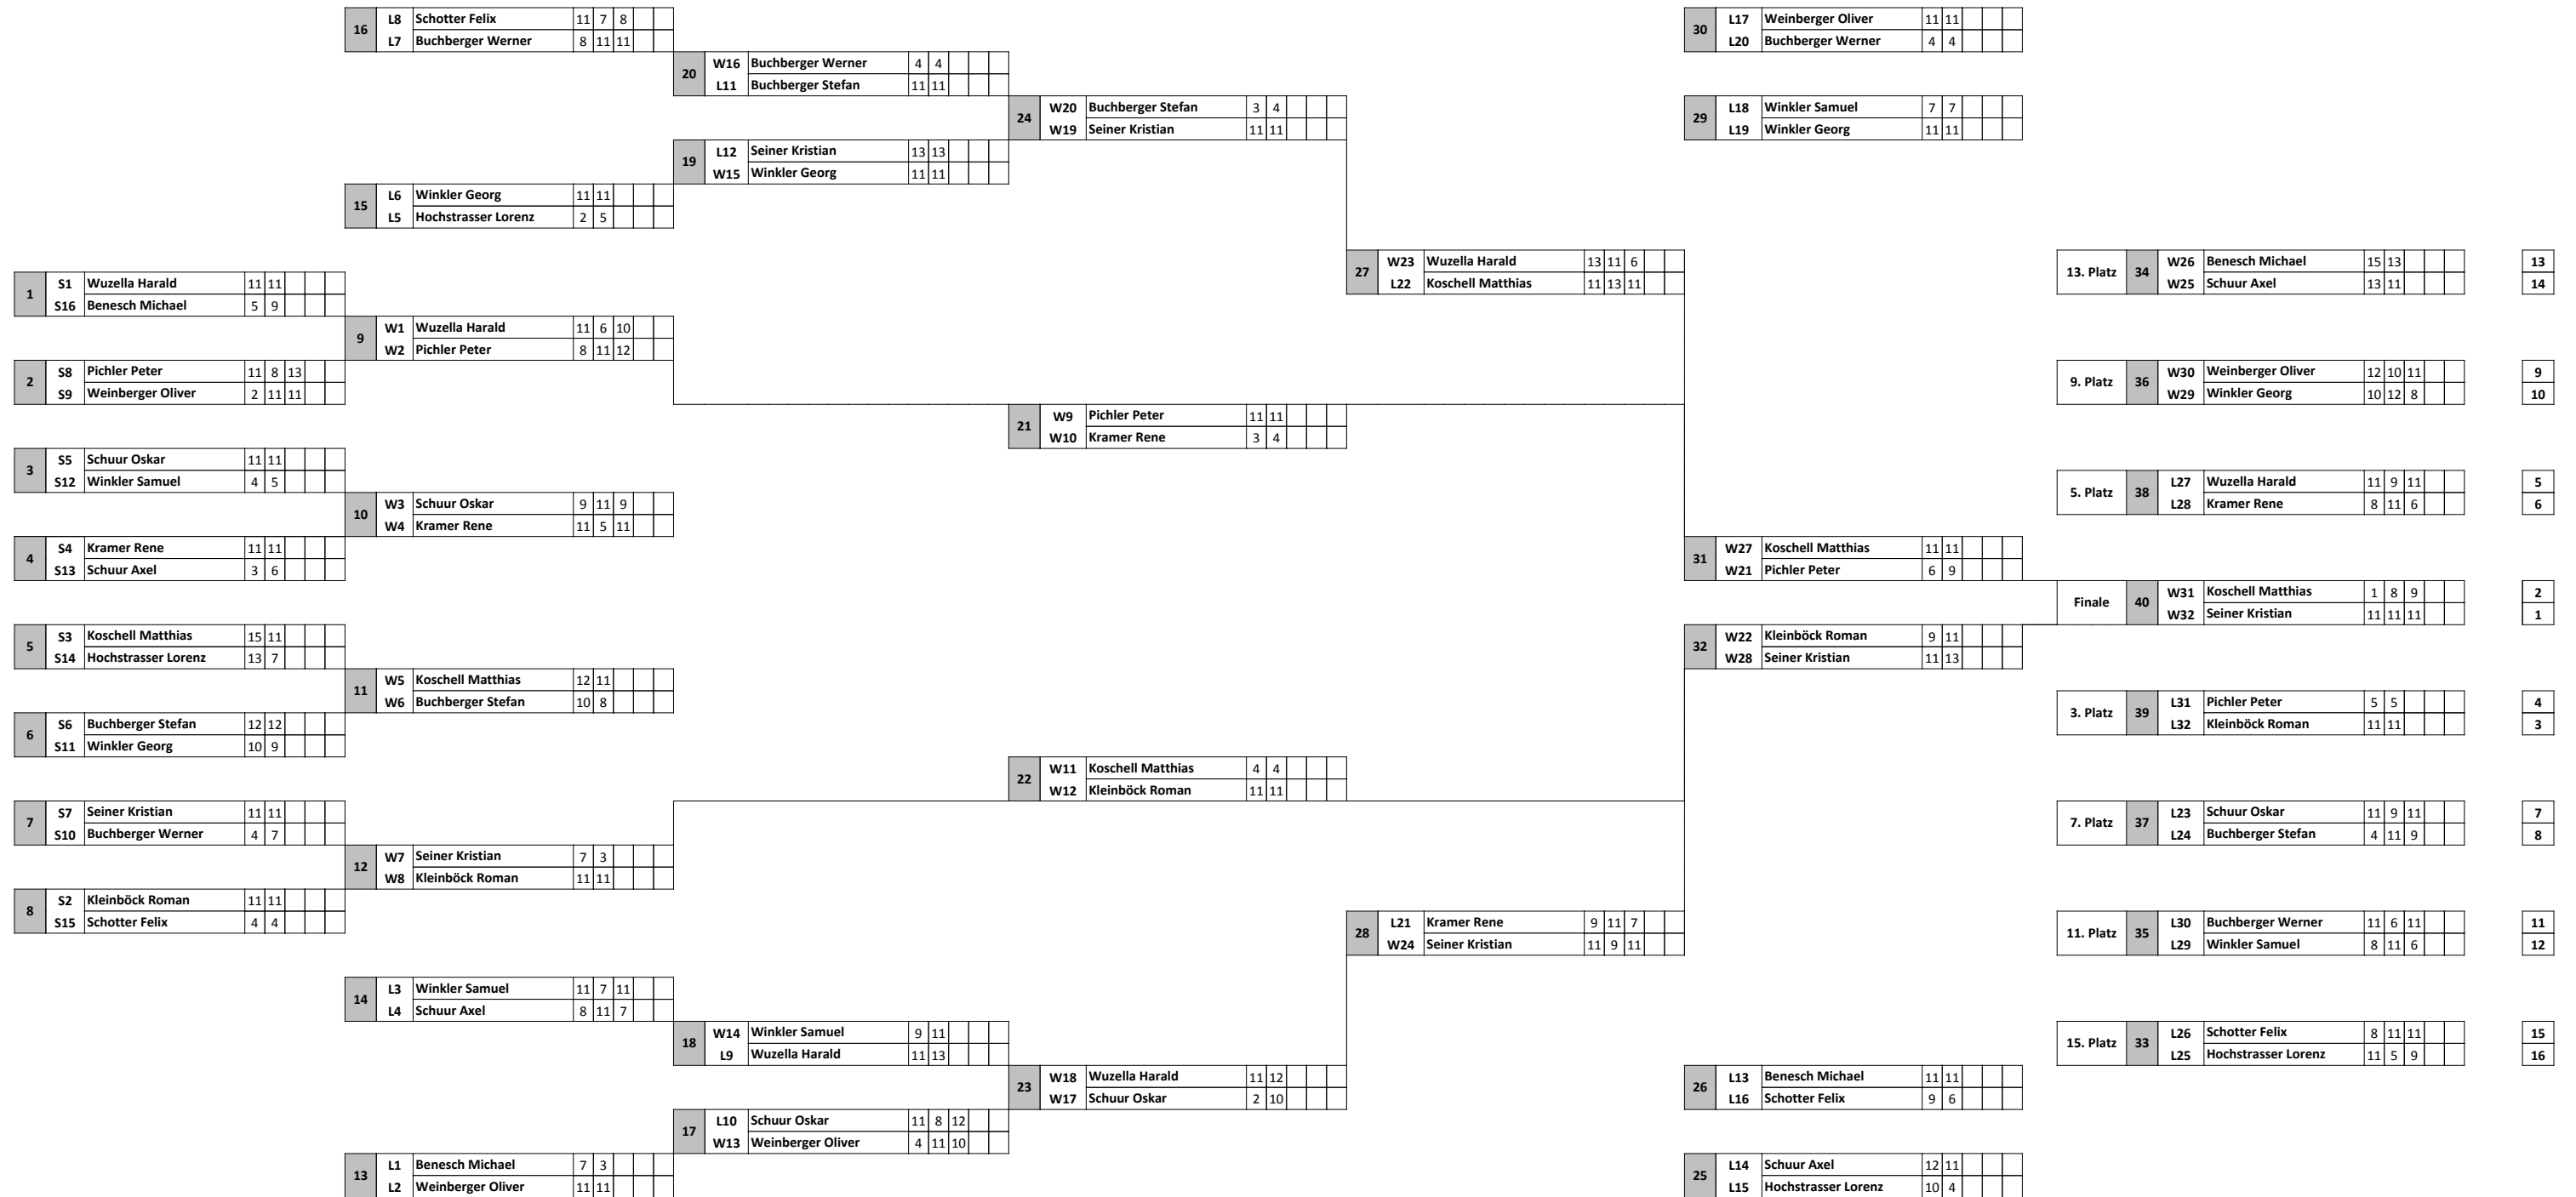 16 L8 Schotter Felix 11 7 8
L7 Buchberger Werner 8 11 11
20 W16 Buchberger Werner 4 4
L11 Buchberger Stefan 11 11
24 W20 Buchberger Stefan 3 4
W19 Seiner Kristian 11 11
19 L12 Seiner Kristian 13 13
W15 Winkler Georg 11 11
15 L6 Winkler Georg 11 11
L5 Hochstrasser Lorenz 2 5
30 L17 Weinberger Oliver 11 11
L20 Buchberger Werner 4 4
29 L18 Winkler Samuel 7 7
L19 Winkler Georg 11 11
1 S1 Wuzella Harald 11 11
S16 Benesch Michael 5 9
2 S8 Pichler Peter 11 8 13
S9 Weinberger Oliver 2 11 11
3 S5 Schuur Oskar 11 11
S12 Winkler Samuel 4 5
4 S4 Kramer Rene 11 11
S13 Schuur Axel 3 6
5 S3 Koschell Matthias 15 11
S14 Hochstrasser Lorenz 13 7
6 S6 Buchberger Stefan 12 12
S11 Winkler Georg 10 9
7 S7 Seiner Kristian 11 11
S10 Buchberger Werner 4 7
8 S2 Kleinböck Roman 11 11
S15 Schotter Felix 4 4
9 W1 Wuzella Harald 11 6 10
W2 Pichler Peter 8 11 12
10 W3 Schuur Oskar 9 11 9
W4 Kramer Rene 11 5 11
11 W5 Koschell Matthias 12 11
W6 Buchberger Stefan 10 8
12 W7 Seiner Kristian 7 3
W8 Kleinböck Roman 11 11
21 W9 Pichler Peter 11 11
W10 Kramer Rene 3 4
22 W11 Koschell Matthias 4 4
W12 Kleinböck Roman 11 11
27 W23 Wuzella Harald 13 11 6
L22 Koschell Matthias 11 13 11
28 L21 Kramer Rene 9 11 7
W24 Seiner Kristian 11 9 11
31 W27 Koschell Matthias 11 11
W21 Pichler Peter 6 9
32 W22 Kleinböck Roman 9 11
W28 Seiner Kristian 11 13
14 L3 Winkler Samuel 11 7 11
L4 Schuur Axel 8 11 7
18 W14 Winkler Samuel 9 11
L9 Wuzella Harald 11 13
23 W18 Wuzella Harald 11 12
W17 Schuur Oskar 2 10
17 L10 Schuur Oskar 11 8 12
W13 Weinberger Oliver 4 11 10
13 L1 Benesch Michael 7 3
L2 Weinberger Oliver 11 11
26 L13 Benesch Michael 11 11
L16 Schotter Felix 9 6
25 L14 Schuur Axel 12 11
L15 Hochstrasser Lorenz 10 4
13. Platz 34 W26 Benesch Michael 15 13 13
W25 Schuur Axel 13 11 14
9. Platz 36 W30 Weinberger Oliver 12 10 11 9
W29 Winkler Georg 10 12 8 10
5. Platz 38 L27 Wuzella Harald 11 9 11 5
L28 Kramer Rene 8 11 6 6
Finale 40 W31 Koschell Matthias 1 8 9 2
W32 Seiner Kristian 11 11 11 1
3. Platz 39 L31 Pichler Peter 5 5 4
L32 Kleinböck Roman 11 11 3
7. Platz 37 L23 Schuur Oskar 11 9 11 7
L24 Buchberger Stefan 4 11 9 8
11. Platz 35 L30 Buchberger Werner 11 6 11 11
L29 Winkler Samuel 8 11 6 12
15. Platz 33 L26 Schotter Felix 8 11 11 15
L25 Hochstrasser Lorenz 11 5 9 16